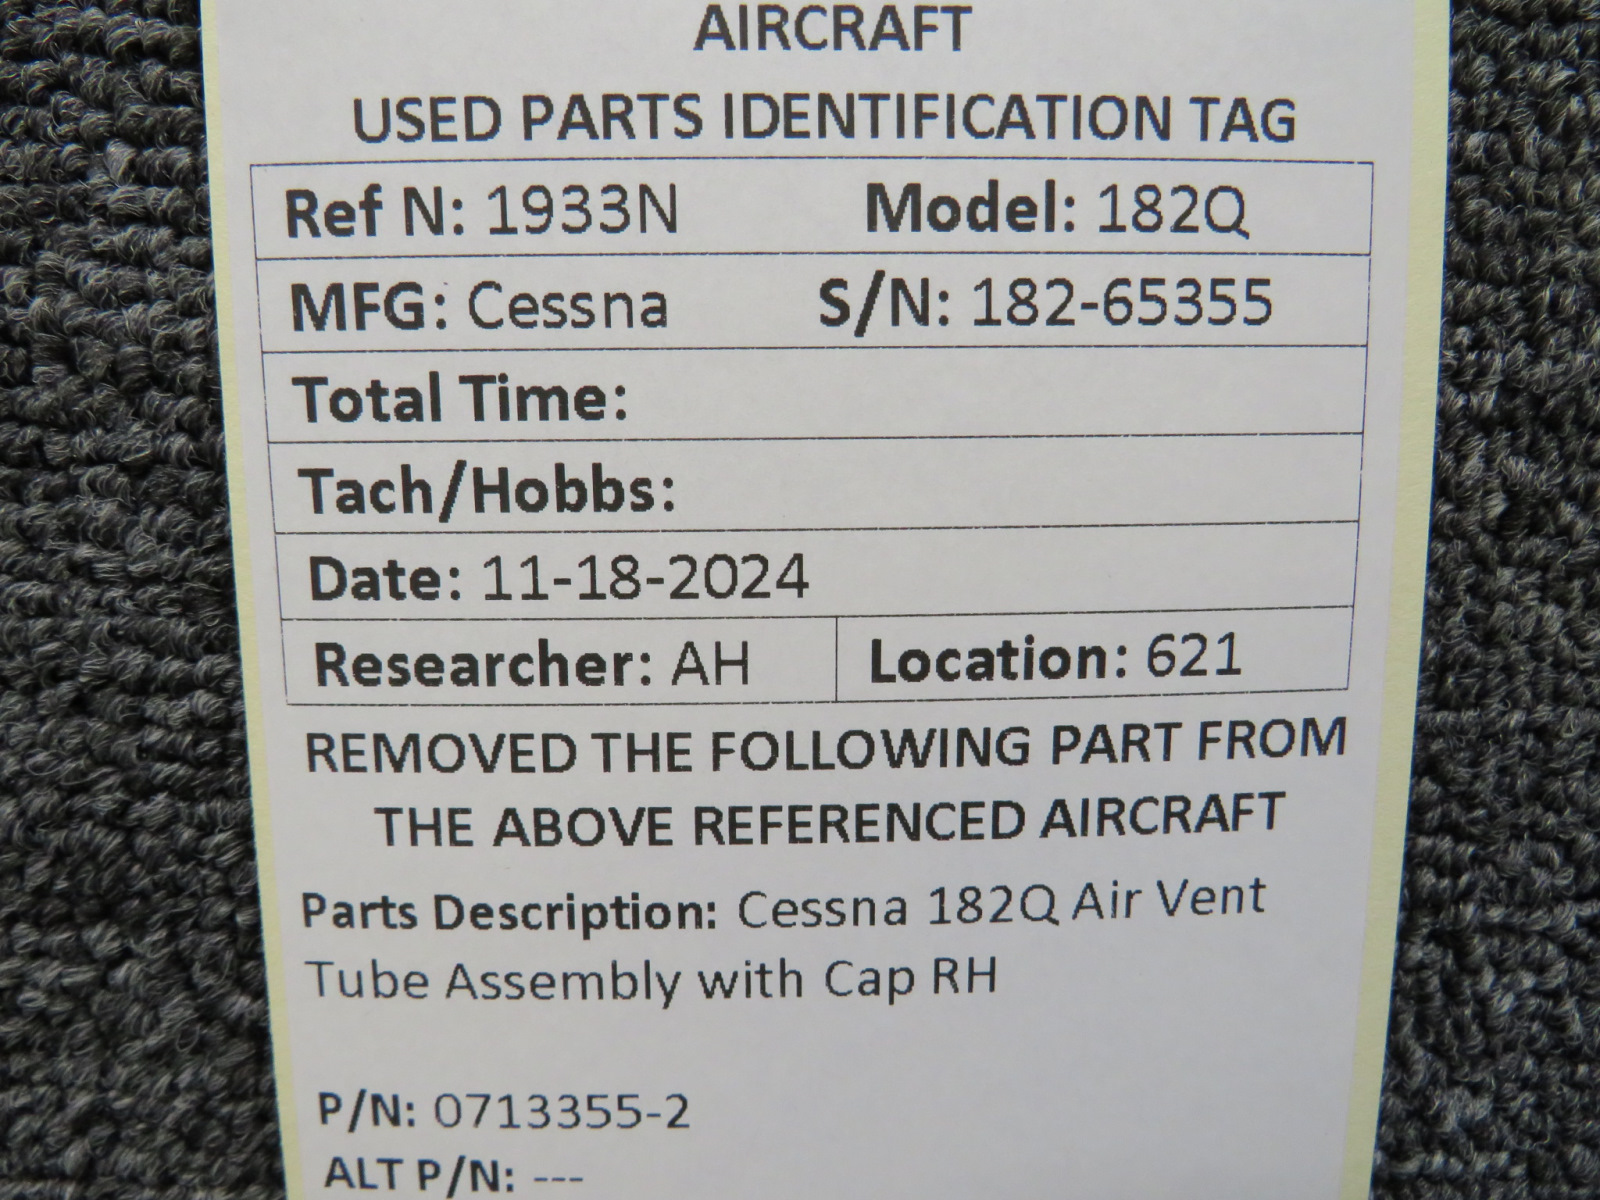 AIRCRAFT
USED PARTS IDENTIFICATION TAG
Ref N: 1933N Model: 182Q
MFG: Cessna S/N: 182-65355
Total Time:
Tach/Hobbs:
Date: 11-18-2024
Researcher: AH Location: 621
REMOVED THE FOLLOWING PART FROM
THE ABOVE REFERENCED AIRCRAFT
Parts Description: Cessna 182Q Air Vent
Tube Assembly with Cap RH
P/N: 0713355-2
ALT P/N: ---